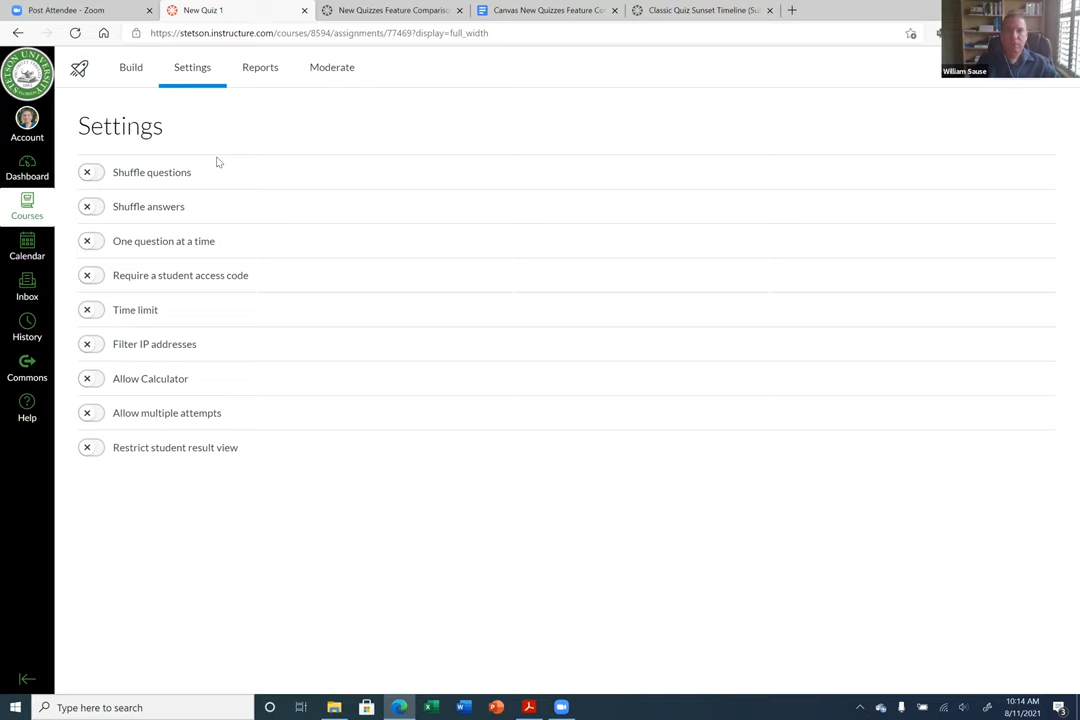 Post Attendee - Zoom
New Quiz 1
New Quizzes Feature Comparis
Canvas New Quizzes Feature Co
Classic Quiz Sunset Timeline (Su
https://stetson.instructure.com/courses/8594/assignments/77469?display=full_width
William Sause
STETSON UNIVERSITY
Build
Settings
Reports
Moderate
Account
Dashboard
Courses
Calendar
Inbox
History
Commons
Help
Settings
Shuffle questions
Shuffle answers
One question at a time
Require a student access code
Time limit
Filter IP addresses
Allow Calculator
Allow multiple attempts
Restrict student result view
Type here to search
10:14 AM
8/11/2021
3